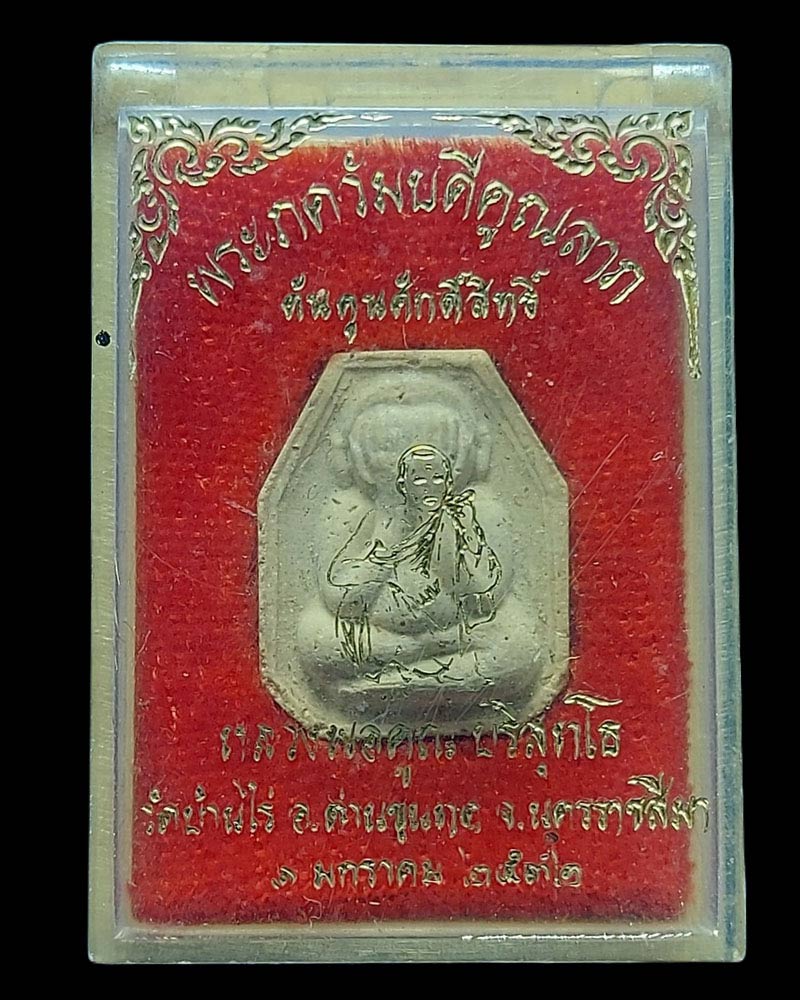 พระภควัมบดีคูณลาภ
หันคูนศักดิ์สิทธิ์
หลวงพ่อคูณ ปริสุทโธ
วัดบ้านไร่ อ.ด่านขุนทด จ.นครราชสีมา
๑ มกราคม ๒๕๓๒